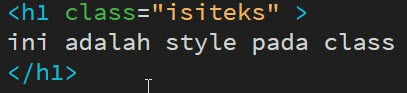 <h1 class="isiteks" >
ini adalah style pada class
</h1>